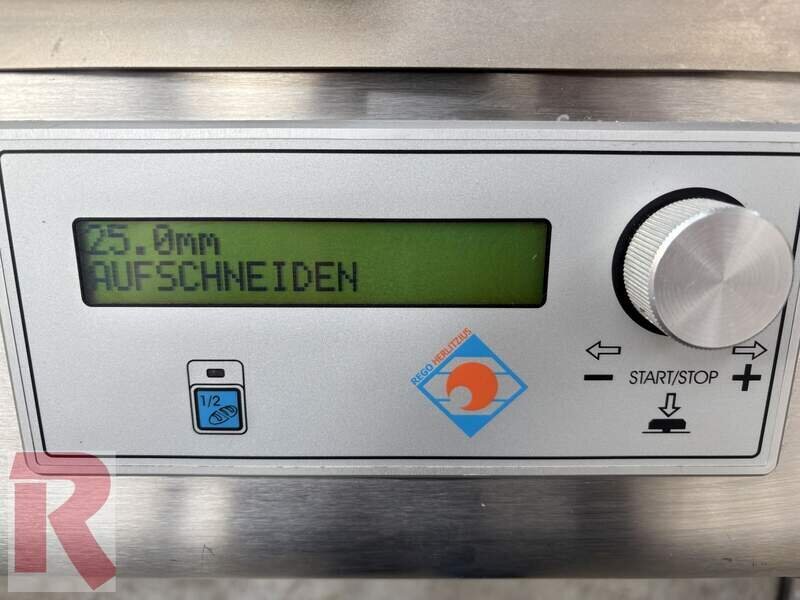 25.0mm
AUFSCHNEIDEN
1/2
REGO HERLITZIUS
START/STOP
− +
R